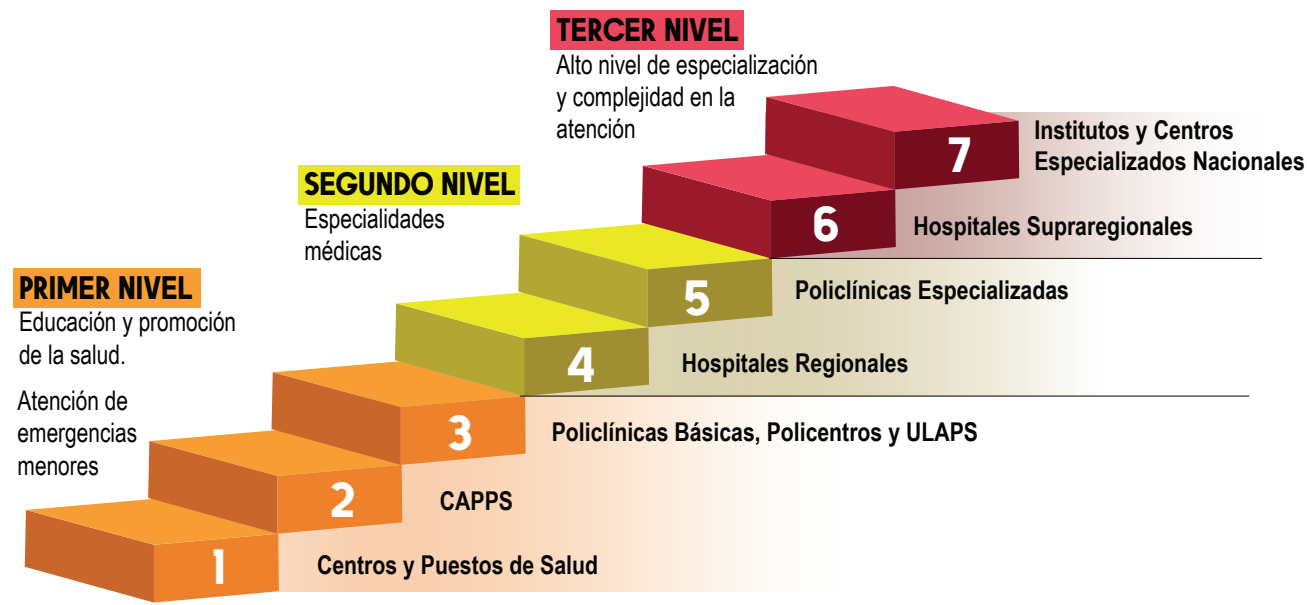 TERCER NIVEL
Alto nivel de especialización
y complejidad en la
atención
7
Institutos y Centros
Especializados Nacionales
6
Hospitales Supraregionales
SEGUNDO NIVEL
Especialidades
médicas
5
Policlínicas Especializadas
4
Hospitales Regionales
PRIMER NIVEL
Educación y promoción
de la salud.
Atención de
emergencias
menores
3
Policlínicas Básicas, Policentros y ULAPS
2
CAPPS
1
Centros y Puestos de Salud